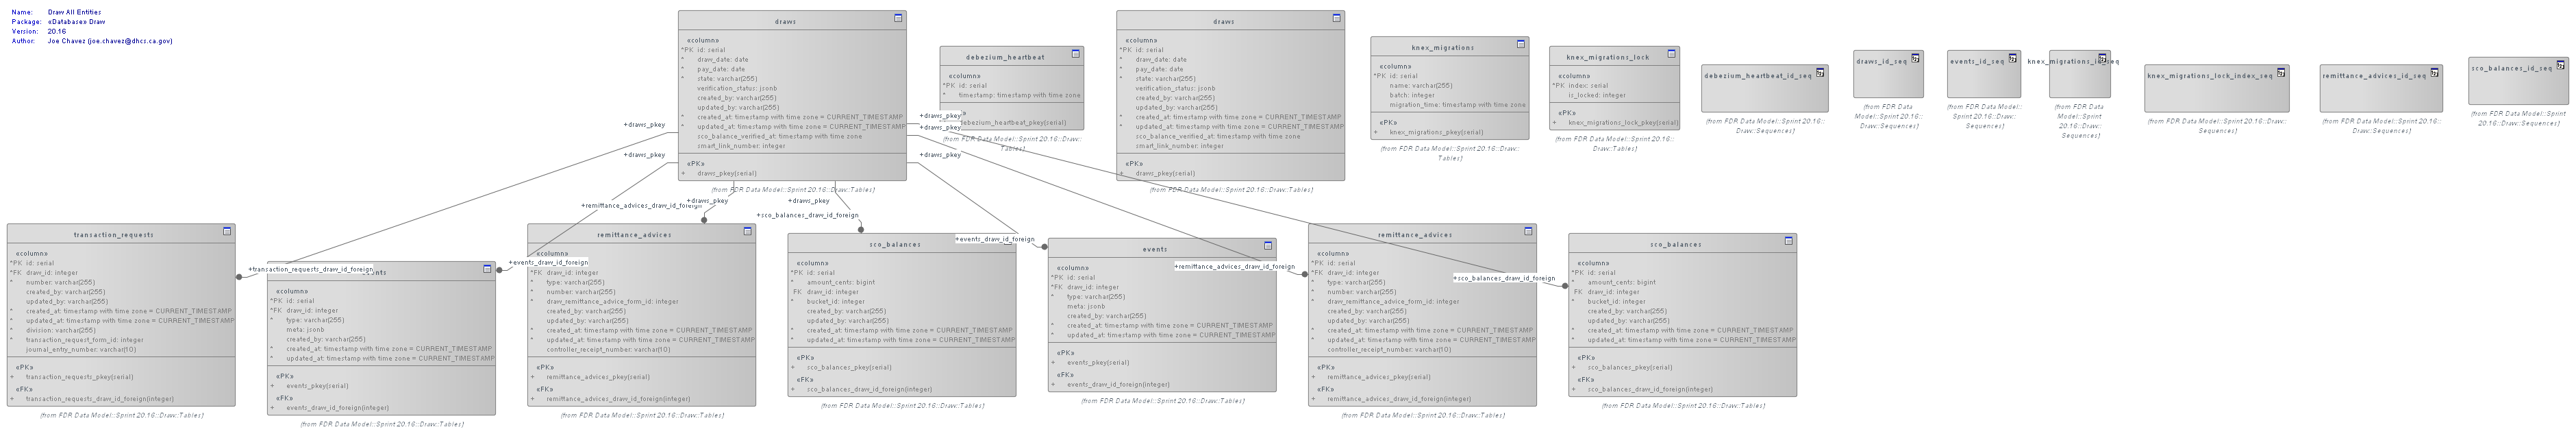 Name: Draw All Entities
Package: «Database» Draw
Version: 20.16
Author: Joe Chavez (joe.chavez@dhcs.ca.gov)
draws
«column»
*PK id: serial
* draw_date: date
* pay_date: date
* state: varchar(255)
verification_status: jsonb
created_by: varchar(255)
updated_by: varchar(255)
* created_at: timestamp with time zone = CURRENT_TIMESTAMP
* updated_at: timestamp with time zone = CURRENT_TIMESTAMP
sco_balance_verified_at: timestamp with time zone
smart_link_number: integer
«PK»
+ draws_pkey(serial)
(from FDR Data Model::Sprint 20.16::Draw::Tables)
debezium_heartbeat
«column»
*PK id: serial
* timestamp: timestamp with time zone
debezium_heartbeat_pkey(serial)
(from FDR Data Model::Sprint 20.16::Draw::
Tables)
draws
«column»
*PK id: serial
* draw_date: date
* pay_date: date
* state: varchar(255)
verification_status: jsonb
created_by: varchar(255)
updated_by: varchar(255)
* created_at: timestamp with time zone = CURRENT_TIMESTAMP
* updated_at: timestamp with time zone = CURRENT_TIMESTAMP
sco_balance_verified_at: timestamp with time zone
smart_link_number: integer
«PK»
+ draws_pkey(serial)
(from FDR Data Model::Sprint 20.16::Draw::Tables)
knex_migrations
«column»
*PK id: serial
name: varchar(255)
batch: integer
migration_time: timestamp with time zone
«PK»
+ knex_migrations_pkey(serial)
(from FDR Data Model::Sprint 20.16::Draw::
Tables)
knex_migrations_lock
«column»
*PK index: serial
is_locked: integer
«PK»
+ knex_migrations_lock_pkey(serial)
(from FDR Data Model::Sprint 20.16::
Draw::Tables)
debezium_heartbeat_id_seq
(from FDR Data Model::Sprint 20.16::
Draw::Sequences)
draws_id_seq
(from FDR Data
Model::Sprint 20.16::
Draw::Sequences)
events_id_seq
(from FDR Data Model::
Sprint 20.16::Draw::
Sequences)
knex_migrations_id_seq
(from FDR Data
Model::Sprint
20.16::Draw::
Sequences)
knex_migrations_lock_index_seq
(from FDR Data Model::Sprint 20.16::Draw::
Sequences)
remittance_advices_id_seq
(from FDR Data Model::Sprint 20.16::
Draw::Sequences)
sco_balances_id_seq
(from FDR Data Model::Sprint
20.16::Draw::Sequences)
+draws_pkey
+draws_pkey
+draws_pkey
+draws_pkey
+draws_pkey
+draws_pkey
+draws_pkey
+remittance_advices_draw_id_foreign
+sco_balances_draw_id_foreign
+events_draw_id_foreign
+transaction_requests_draw_id_foreign
+events_draw_id_foreign
+remittance_advices_draw_id_foreign
+sco_balances_draw_id_foreign
transaction_requests
«column»
*PK id: serial
*FK draw_id: integer
* number: varchar(255)
created_by: varchar(255)
updated_by: varchar(255)
* created_at: timestamp with time zone = CURRENT_TIMESTAMP
* updated_at: timestamp with time zone = CURRENT_TIMESTAMP
* division: varchar(255)
* transaction_request_form_id: integer
journal_entry_number: varchar(10)
«PK»
+ transaction_requests_pkey(serial)
«FK»
+ transaction_requests_draw_id_foreign(integer)
(from FDR Data Model::Sprint 20.16::Draw::Tables)
«column»
*PK id: serial
*FK draw_id: integer
* type: varchar(255)
meta: jsonb
created_by: varchar(255)
* created_at: timestamp with time zone = CURRENT_TIMESTAMP
* updated_at: timestamp with time zone = CURRENT_TIMESTAMP
«PK»
+ events_pkey(serial)
«FK»
+ events_draw_id_foreign(integer)
(from FDR Data Model::Sprint 20.16::Draw::Tables)
remittance_advices
«column»
*FK draw_id: integer
* type: varchar(255)
* number: varchar(255)
* draw_remittance_advice_form_id: integer
created_by: varchar(255)
updated_by: varchar(255)
* created_at: timestamp with time zone = CURRENT_TIMESTAMP
* updated_at: timestamp with time zone = CURRENT_TIMESTAMP
controller_receipt_number: varchar(10)
«PK»
+ remittance_advices_pkey(serial)
«FK»
+ remittance_advices_draw_id_foreign(integer)
(from FDR Data Model::Sprint 20.16::Draw::Tables)
sco_balances
«column»
*PK id: serial
* amount_cents: bigint
FK draw_id: integer
* bucket_id: integer
created_by: varchar(255)
updated_by: varchar(255)
* created_at: timestamp with time zone = CURRENT_TIMESTAMP
* updated_at: timestamp with time zone = CURRENT_TIMESTAMP
«PK»
+ sco_balances_pkey(serial)
«FK»
+ sco_balances_draw_id_foreign(integer)
(from FDR Data Model::Sprint 20.16::Draw::Tables)
events
«column»
*PK id: serial
*FK draw_id: integer
* type: varchar(255)
meta: jsonb
created_by: varchar(255)
* created_at: timestamp with time zone = CURRENT_TIMESTAMP
* updated_at: timestamp with time zone = CURRENT_TIMESTAMP
«PK»
+ events_pkey(serial)
«FK»
+ events_draw_id_foreign(integer)
(from FDR Data Model::Sprint 20.16::Draw::Tables)
remittance_advices
«column»
*PK id: serial
*FK draw_id: integer
* type: varchar(255)
* number: varchar(255)
* draw_remittance_advice_form_id: integer
created_by: varchar(255)
updated_by: varchar(255)
* created_at: timestamp with time zone = CURRENT_TIMESTAMP
* updated_at: timestamp with time zone = CURRENT_TIMESTAMP
controller_receipt_number: varchar(10)
«PK»
+ remittance_advices_pkey(serial)
«FK»
+ remittance_advices_draw_id_foreign(integer)
(from FDR Data Model::Sprint 20.16::Draw::Tables)
sco_balances
«column»
*PK id: serial
* amount_cents: bigint
FK draw_id: integer
* bucket_id: integer
created_by: varchar(255)
updated_by: varchar(255)
* created_at: timestamp with time zone = CURRENT_TIMESTAMP
* updated_at: timestamp with time zone = CURRENT_TIMESTAMP
«PK»
+ sco_balances_pkey(serial)
«FK»
+ sco_balances_draw_id_foreign(integer)
(from FDR Data Model::Sprint 20.16::Draw::Tables)